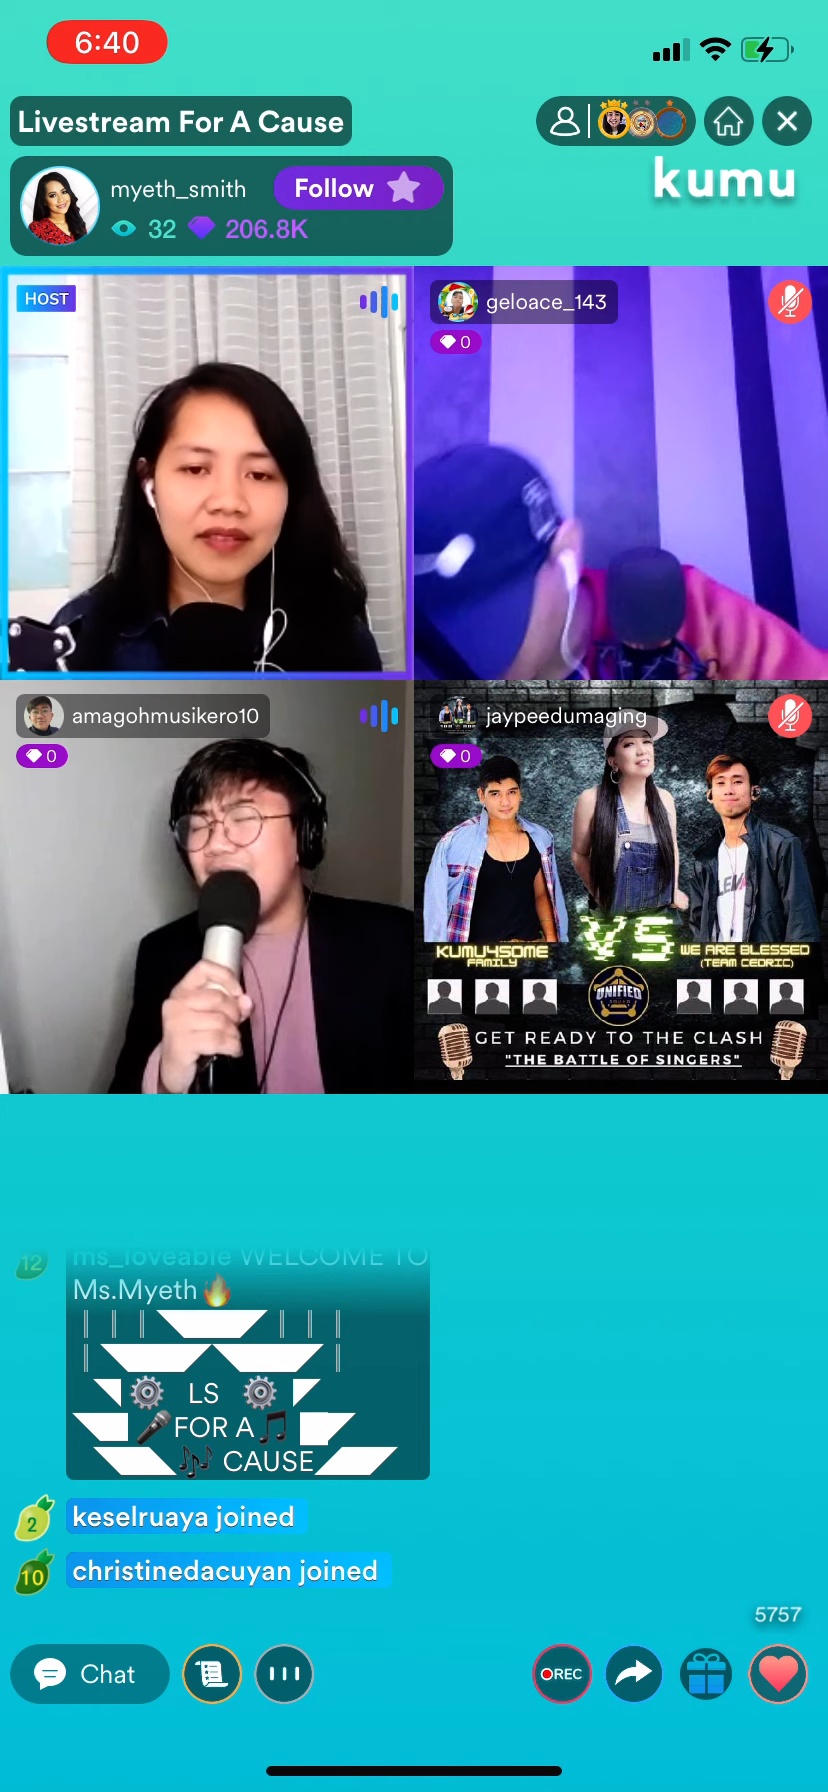 6:40
Livestream For A Cause
kumu
myeth_smith
Follow
32 206.8K
HOST
geloace_143
0
amagohmusikero10
0
jaypeedumaging
0
VS
KUMU4SOME
FAMILY
WE ARE BLESSED
(TEAM CEDRIC)
UNIFIED
GET READY TO THE CLASH
"THE BATTLE OF SINGERS"
12 ms_loveable WELCOME TO
Ms.Myeth🔥
⚙️ LS ⚙️
🎤FOR A🎵
🎶 CAUSE
2 keselruaya joined
10 christinedacuyan joined
5757
Chat
REC